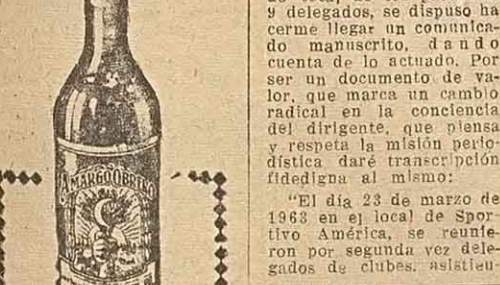 AMARGO OBRERO
y delegados, se dispuso ha
cerme llegar un comunica-
do manuscrito, dando
cuenta de lo actuado. Por
ser un documento de va-
lor, que marca un cambio
radical en la conciencia
del dirigente, que piensa
y respeta la misión perio-
dística daré transcripción
fidedigna al mismo:
"El día 23 de marzo de
1963 en el local de Spor-
tivo América, se reunie-
ron por segunda vez dele-
gados de clubes, asistieu-